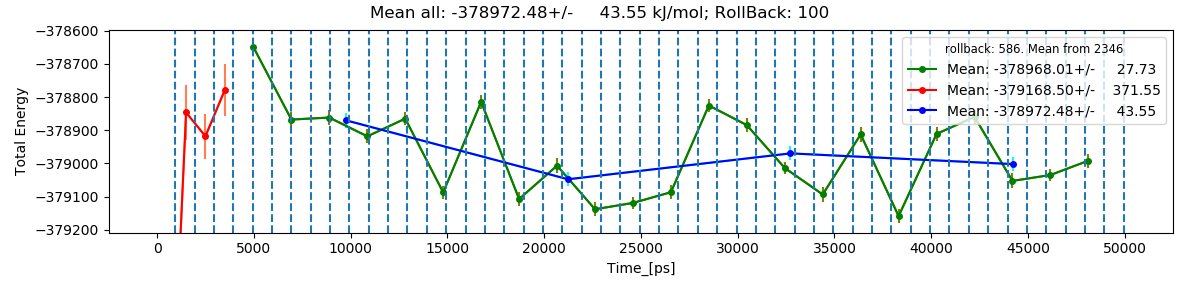 Mean all: -378972.48+/- 43.55 kJ/mol; RollBack: 100
−378600
−378700
−378800
−378900
−379000
−379100
−379200
Total Energy
rollback: 586. Mean from 2346
Mean: -378968.01+/- 27.73
Mean: -379168.50+/- 371.55
Mean: -378972.48+/- 43.55
0 5000 10000 15000 20000 25000 30000 35000 40000 45000 50000
Time_[ps]